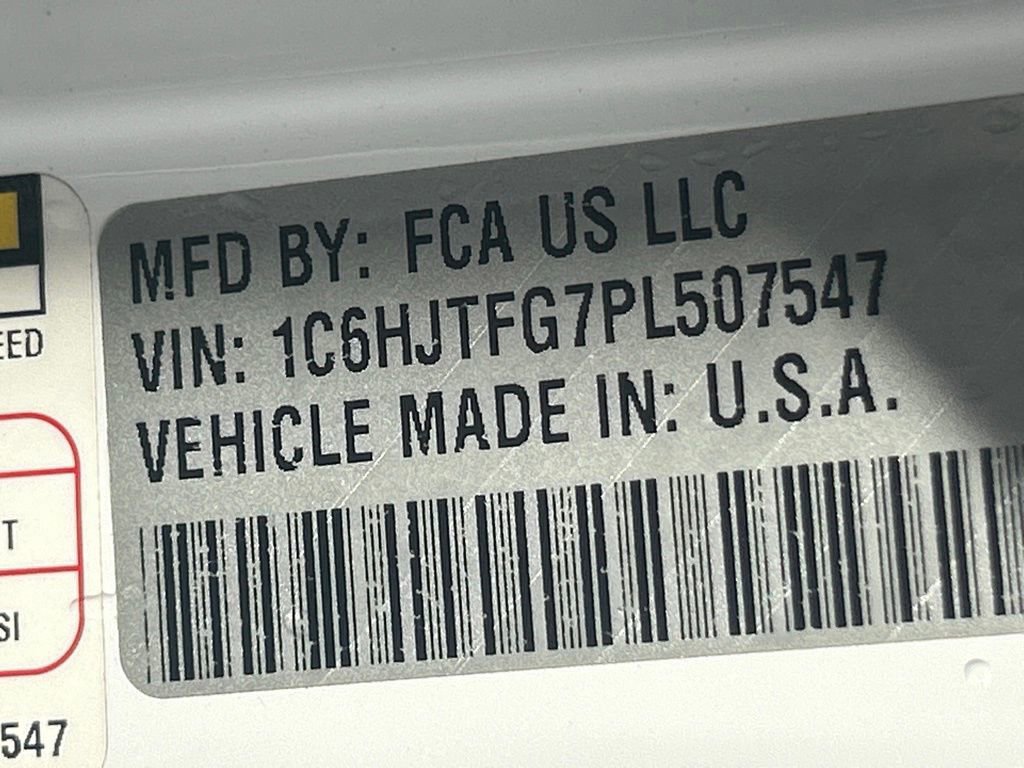 MFD BY: FCA US LLC
VIN: 1C6HJTFG7PL507547
VEHICLE MADE IN: U.S.A.
EED
T
SI
547